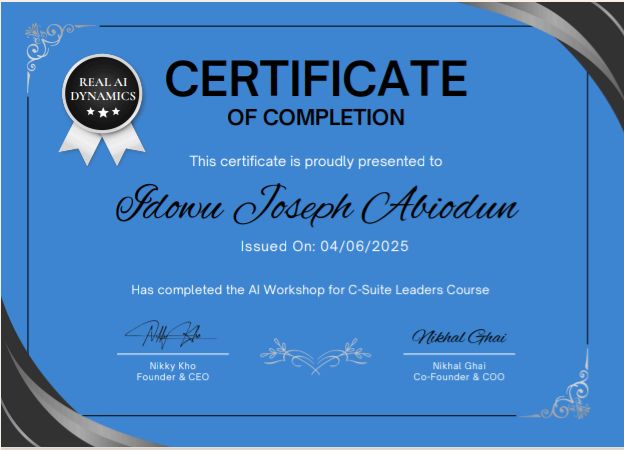 REAL AI
DYNAMICS
CERTIFICATE
OF COMPLETION
This certificate is proudly presented to
Idowu Joseph Abiodun
Issued On: 04/06/2025
Has completed the AI Workshop for C-Suite Leaders Course
Nikky Kho
Nikhal Ghai
Nikky Kho
Founder & CEO
Nikhal Ghai
Co-Founder & COO